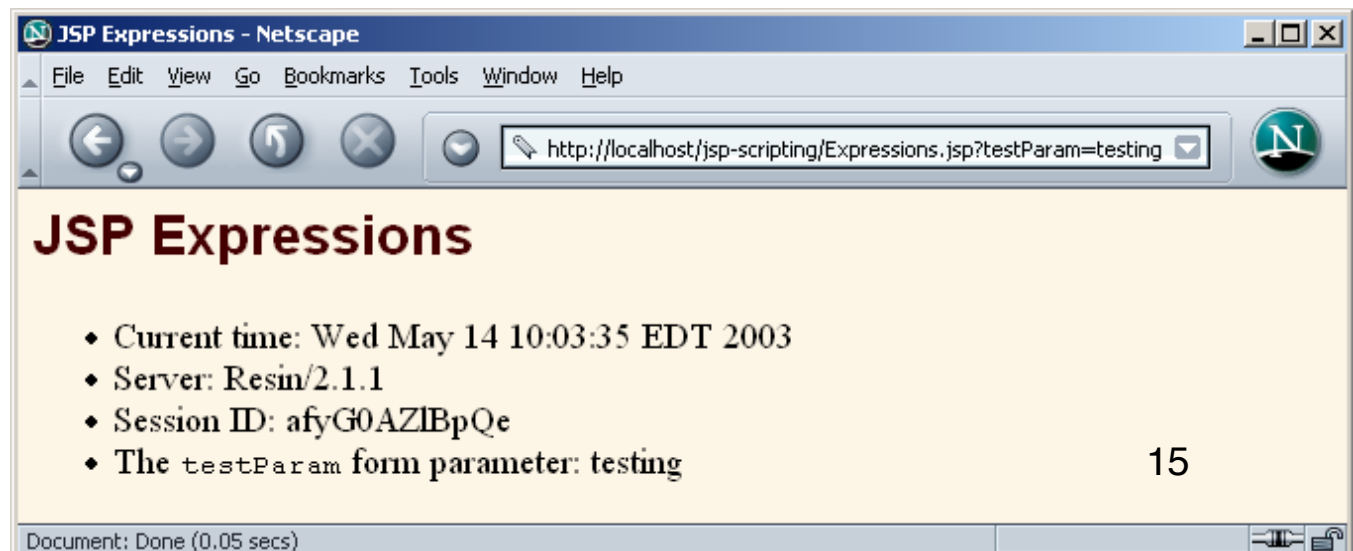 JSP Expressions - Netscape
File Edit View Go Bookmarks Tools Window Help
http://localhost/jsp-scripting/Expressions.jsp?testParam=testing
N
JSP Expressions
• Current time: Wed May 14 10:03:35 EDT 2003
• Server: Resin/2.1.1
• Session ID: afyG0AZlBpQe
• The testParam form parameter: testing
15
Document: Done (0.05 secs)